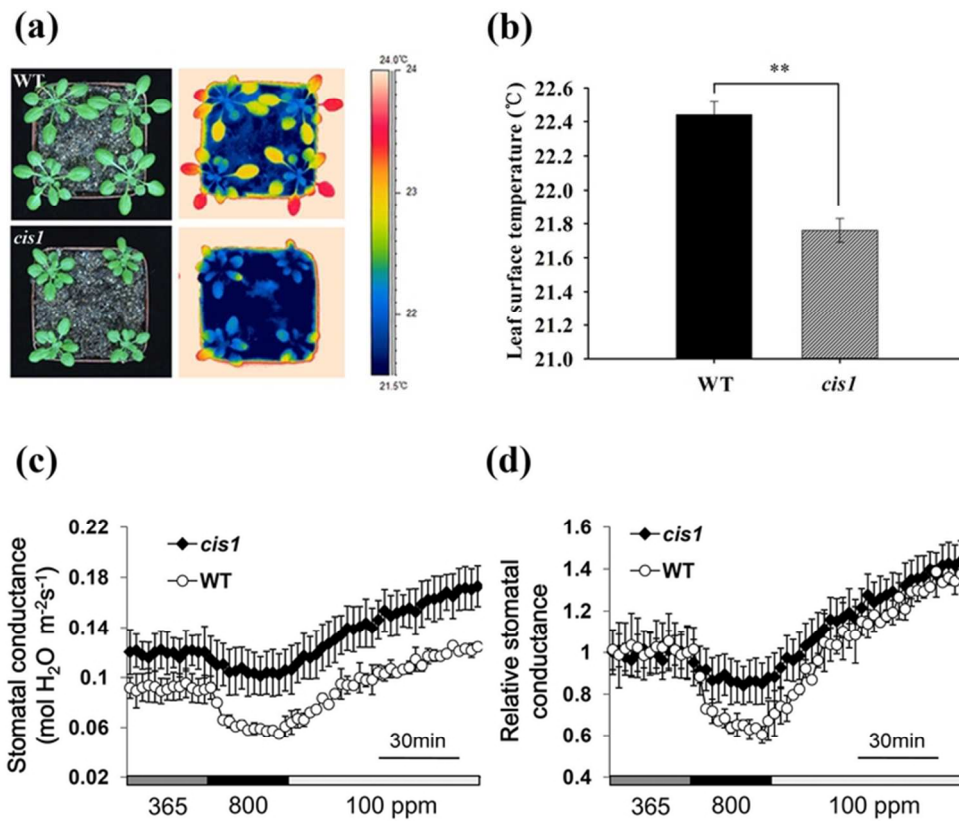 (a)
WT
cis1
24.0℃
24
23
22
21.5℃
(b)
Leaf surface temperature (℃)
22.6
22.4
22.2
22.0
21.8
21.6
21.4
21.2
21.0
**
WT
cis1
(c)
Stomatal conductance
(mol H₂O m⁻²s⁻¹)
0.22
0.18
0.14
0.1
0.06
0.02
cis1
WT
30min
365 800 100 ppm
(d)
Relative stomatal
conductance
1.6
1.4
1.2
1
0.8
0.6
0.4
cis1
WT
30min
365 800 100 ppm